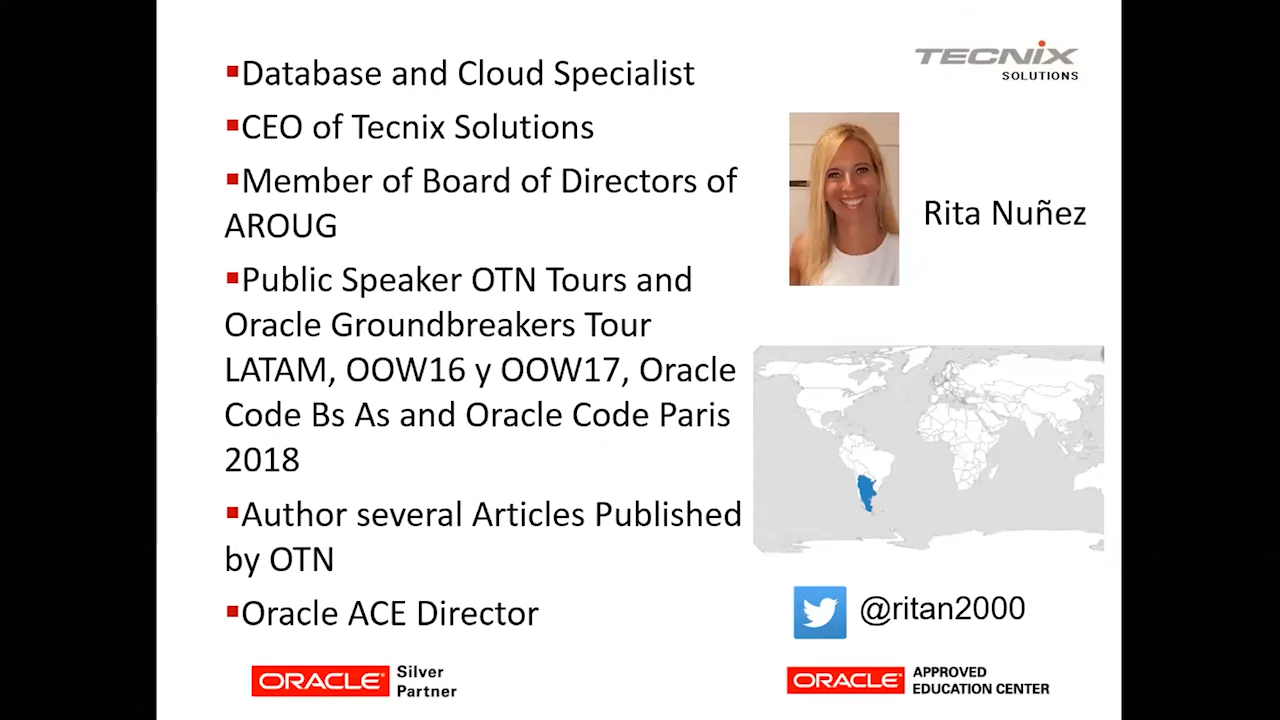 TECNIX
SOLUTIONS
▪Database and Cloud Specialist
▪CEO of Tecnix Solutions
▪Member of Board of Directors of
AROUG
▪Public Speaker OTN Tours and
Oracle Groundbreakers Tour
LATAM, OOW16 y OOW17, Oracle
Code Bs As and Oracle Code Paris
2018
▪Author several Articles Published
by OTN
▪Oracle ACE Director
Rita Nuñez
@ritan2000
ORACLE® Silver
Partner
ORACLE® APPROVED
EDUCATION CENTER